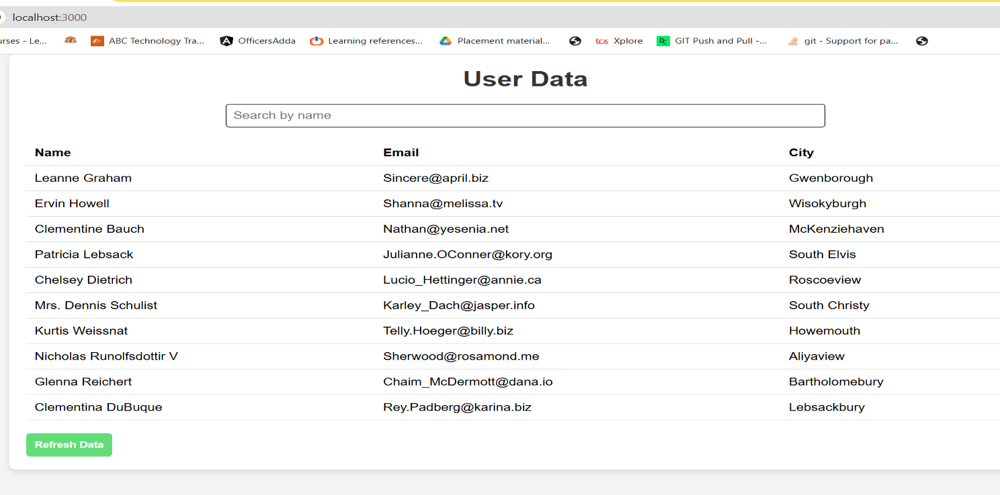 localhost:3000
urses - Le... ABC Technology Tra... OfficersAdda Learning references... Placement material... tcs Xplore GIT Push and Pull -... git - Support for pa...
User Data
Search by name
Name Email City
Leanne Graham Sincere@april.biz Gwenborough
Ervin Howell Shanna@melissa.tv Wisokyburgh
Clementine Bauch Nathan@yesenia.net McKenziehaven
Patricia Lebsack Julianne.OConner@kory.org South Elvis
Chelsey Dietrich Lucio_Hettinger@annie.ca Roscoeview
Mrs. Dennis Schulist Karley_Dach@jasper.info South Christy
Kurtis Weissnat Telly.Hoeger@billy.biz Howemouth
Nicholas Runolfsdottir V Sherwood@rosamond.me Aliyaview
Glenna Reichert Chaim_McDermott@dana.io Bartholomebury
Clementina DuBuque Rey.Padberg@karina.biz Lebsackbury
Refresh Data